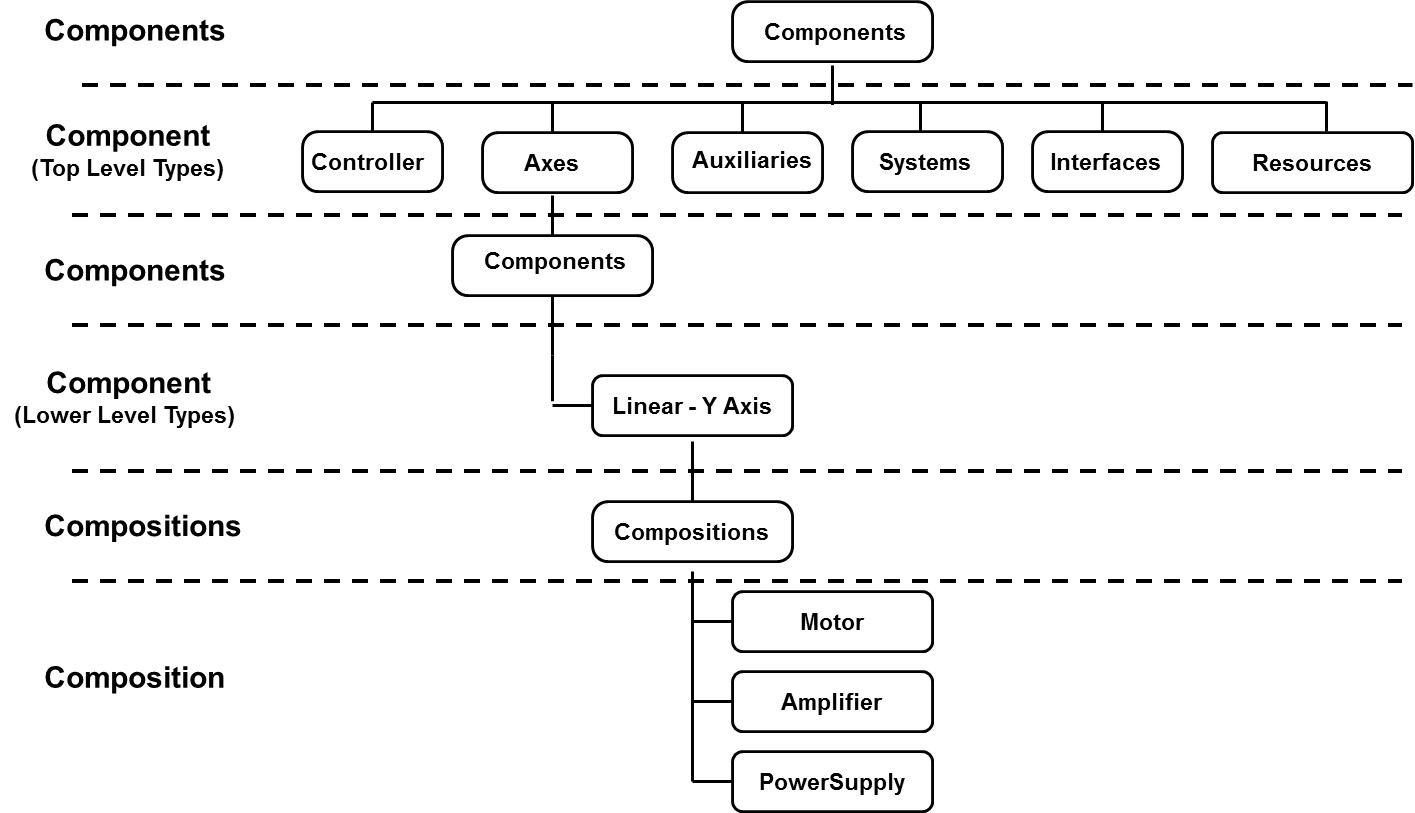 Components
Components
Component
(Top Level Types)
Controller
Axes
Auxiliaries
Systems
Interfaces
Resources
Components
Components
Component
(Lower Level Types)
Linear - Y Axis
Compositions
Compositions
Composition
Motor
Amplifier
PowerSupply